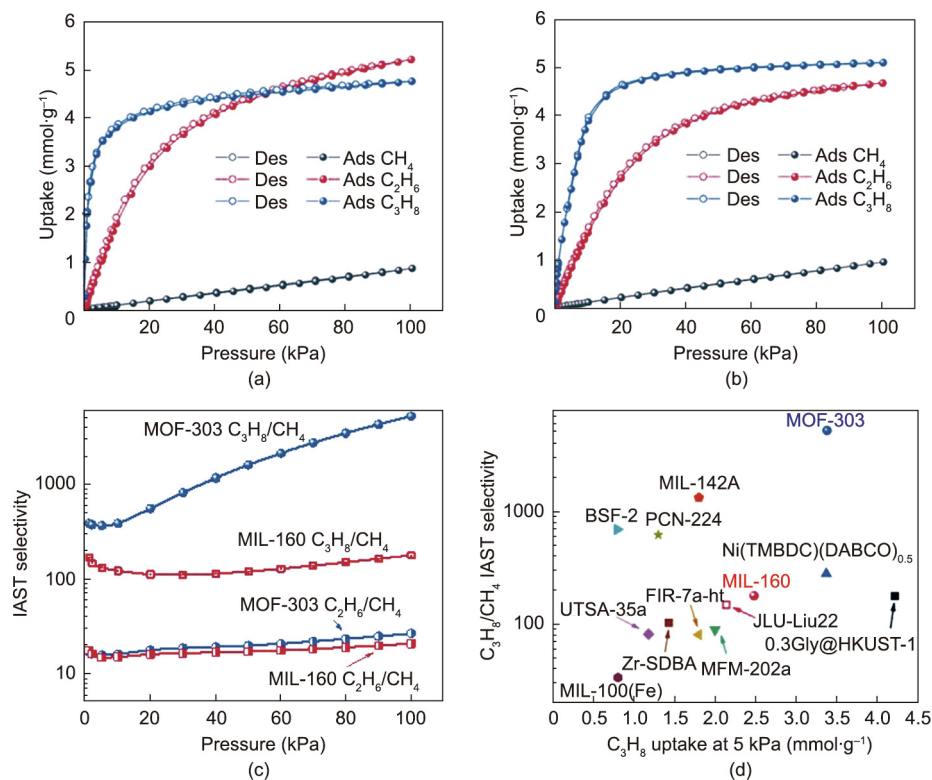 6
5
4
3
2
1
0
Uptake (mmol·g⁻¹)
Des
Ads CH₄
Des
Ads C₂H₆
Des
Ads C₃H₈
20
40
60
80
100
Pressure (kPa)
(a)
6
5
4
3
2
1
0
Uptake (mmol·g⁻¹)
Des
Ads CH₄
Des
Ads C₂H₆
Des
Ads C₃H₈
20
40
60
80
100
Pressure (kPa)
(b)
1000
100
10
IAST selectivity
MOF-303 C₃H₈/CH₄
MIL-160 C₃H₈/CH₄
MOF-303 C₂H₆/CH₄
MIL-160 C₂H₆/CH₄
0
20
40
60
80
100
Pressure (kPa)
(c)
1000
100
C₃H₈/CH₄ IAST selectivity
MOF-303
MIL-142A
BSF-2
PCN-224
Ni(TMBDC)(DABCO)₀.₅
MIL-160
FIR-7a-ht
UTSA-35a
JLU-Liu22
0.3Gly@HKUST-1
Zr-SDBA
MFM-202a
MIL-100(Fe)
0
0.5
1.0
1.5
2.0
2.5
3.0
3.5
4.0
4.5
C₃H₈ uptake at 5 kPa (mmol·g⁻¹)
(d)